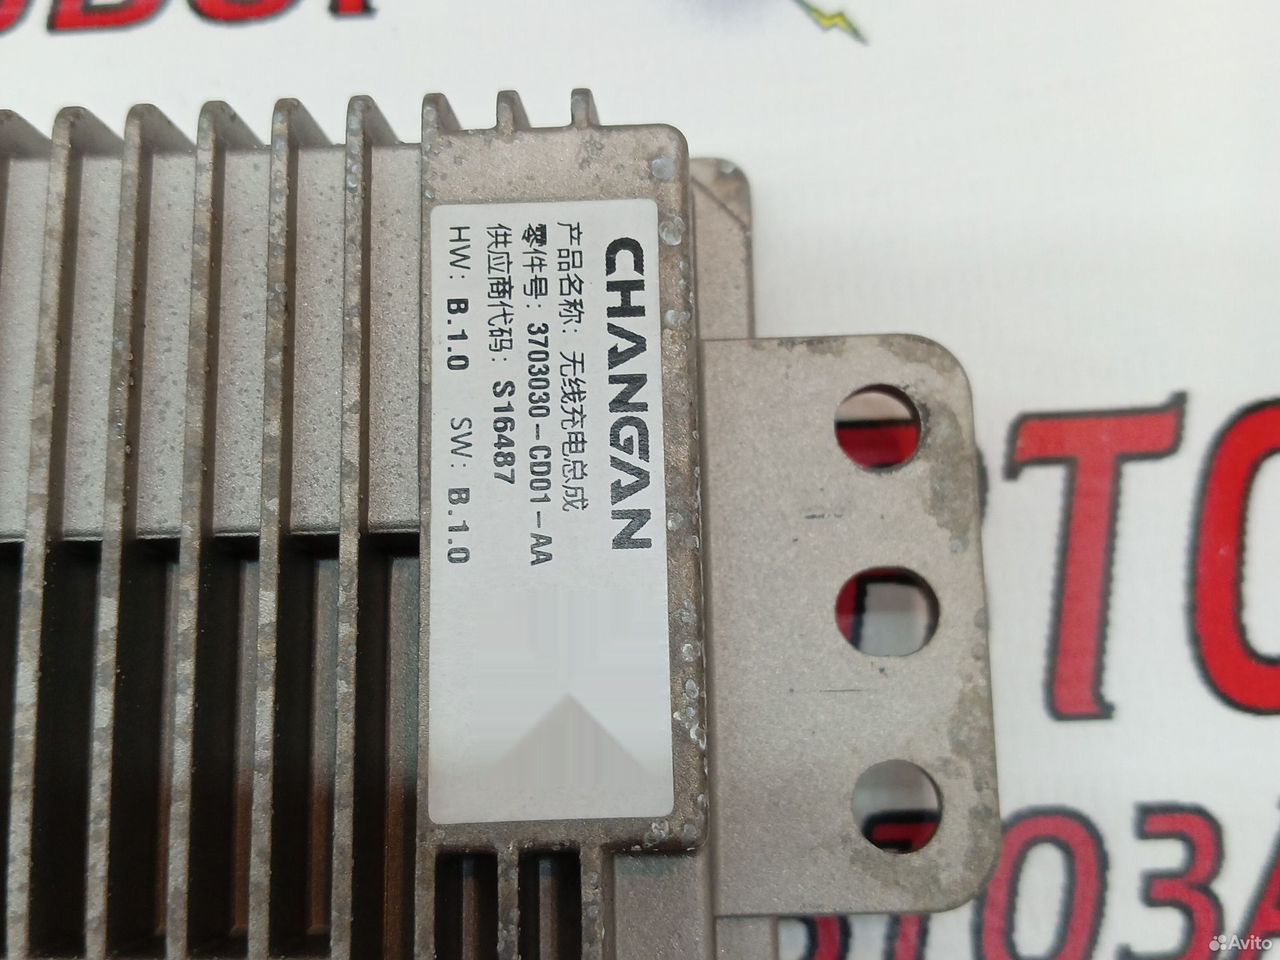 CHANGAN
产品名称: 无线充电总成
零件号: 3703030-CD01-AA
供应商代码: S16487
HW: B.1.0 SW: B.1.0
Avito